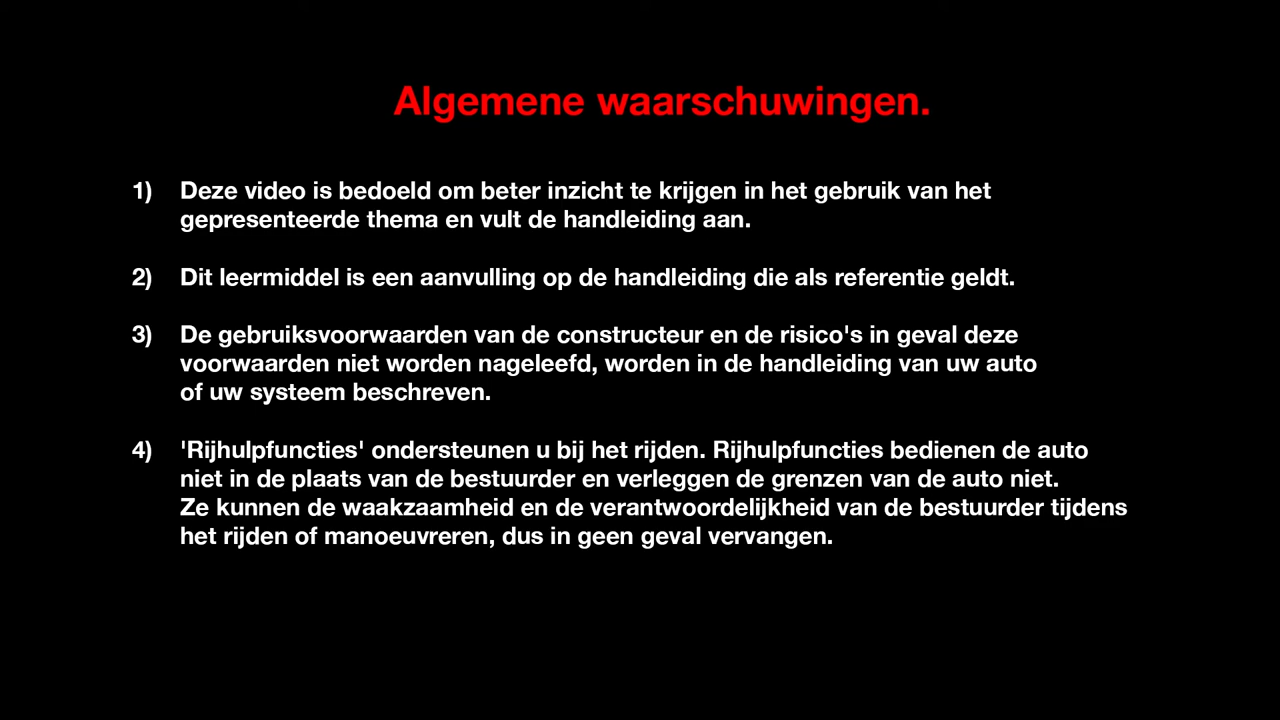 Algemene waarschuwingen.
1) Deze video is bedoeld om beter inzicht te krijgen in het gebruik van het
gepresenteerde thema en vult de handleiding aan.
2) Dit leermiddel is een aanvulling op de handleiding die als referentie geldt.
3) De gebruiksvoorwaarden van de constructeur en de risico's in geval deze
voorwaarden niet worden nageleefd, worden in de handleiding van uw auto
of uw systeem beschreven.
4) 'Rijhulpfuncties' ondersteunen u bij het rijden. Rijhulpfuncties bedienen de auto
niet in de plaats van de bestuurder en verleggen de grenzen van de auto niet.
Ze kunnen de waakzaamheid en de verantwoordelijkheid van de bestuurder tijdens
het rijden of manoeuvreren, dus in geen geval vervangen.